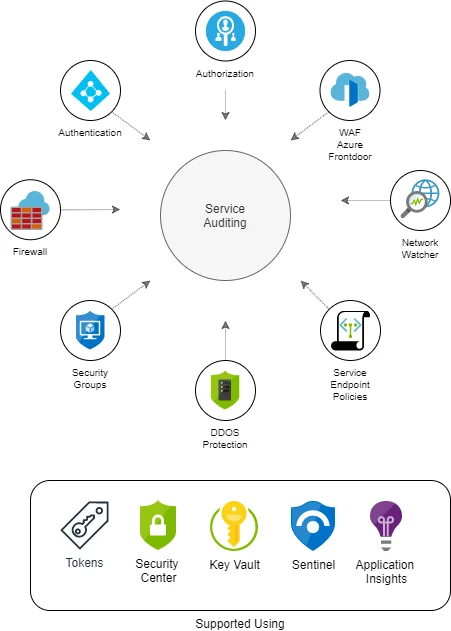 Authorization
Authentication
WAF
Azure
Frontdoor
Service
Auditing
Firewall
Network
Watcher
Security
Groups
Service
Endpoint
Policies
DDOS
Protection
Tokens
Security
Center
Key Vault
Sentinel
Application
Insights
Supported Using